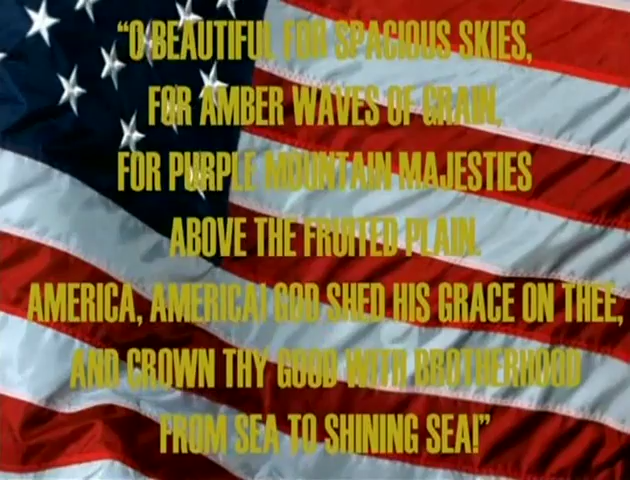 “O BEAUTIFUL FOR SPACIOUS SKIES,
FOR AMBER WAVES OF GRAIN,
FOR PURPLE MOUNTAIN MAJESTIES
ABOVE THE FRUITED PLAIN.
AMERICA, AMERICA! GOD SHED HIS GRACE ON THEE,
AND CROWN THY GOOD WITH BROTHERHOOD
FROM SEA TO SHINING SEA!”